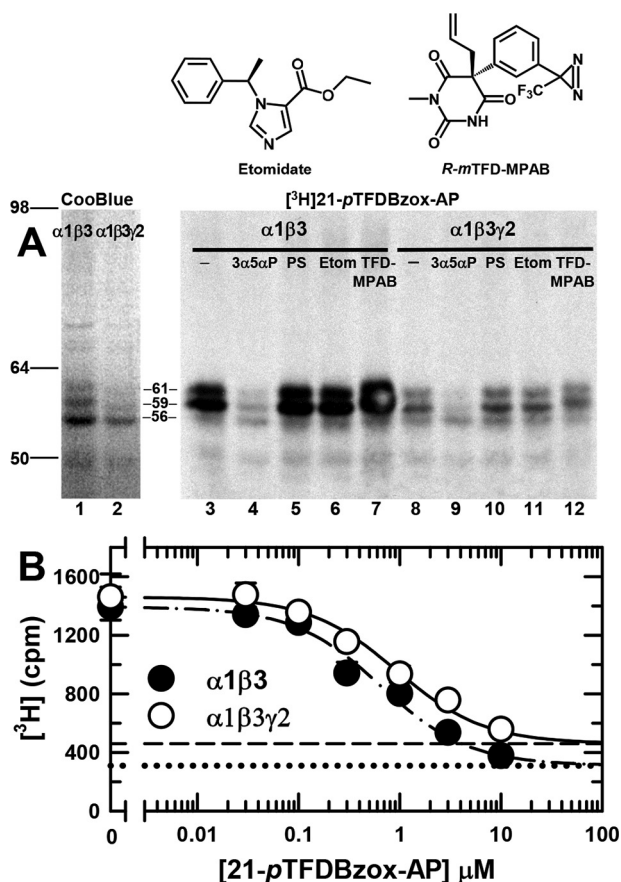 O
O
N
N
Etomidate
N
N
F₃C
O
O
N
NH
O
R-mTFD-MPAB
CooBlue
[³H]21-pTFDBzox-AP
98
A
α1β3 α1β3γ2
α1β3 α1β3γ2
– 3α5αP PS Etom TFD-MPAB – 3α5αP PS Etom TFD-MPAB
64
–61–
–59–
–56–
50
1 2 3 4 5 6 7 8 9 10 11 12
B
1600
1200
800
400
0
[³H] (cpm)
α1β3
α1β3γ2
0 0.01 0.1 1 10 100
[21-pTFDBzox-AP] μM